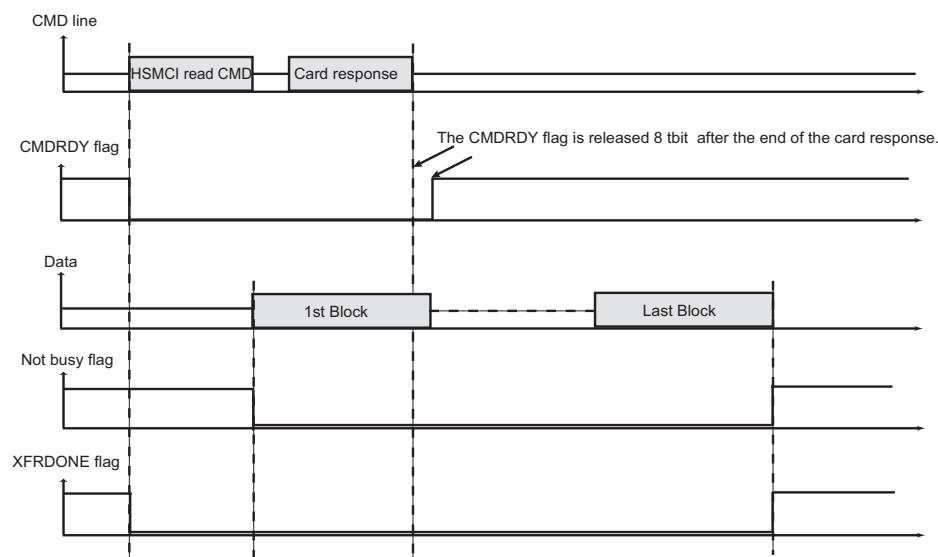 CMD line
HSMCI read CMD
Card response
The CMDRDY flag is released 8 tbit after the end of the card response.
CMDRDY flag
Data
1st Block
Last Block
Not busy flag
XFRDONE flag